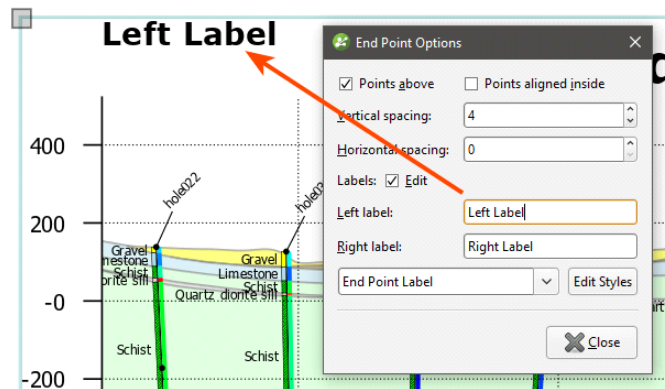 Left Label
End Point Options
Points above
Points aligned inside
Vertical spacing:
4
Horizontal spacing:
0
Labels:
Edit
Left label:
Left Label
Right label:
Right Label
End Point Label
Edit Styles
Close
400
200
-0
-200
hole022
Gravel
Schist
Schist
Gravel
Limestone
Schist
Quartz diorite sill
Schist